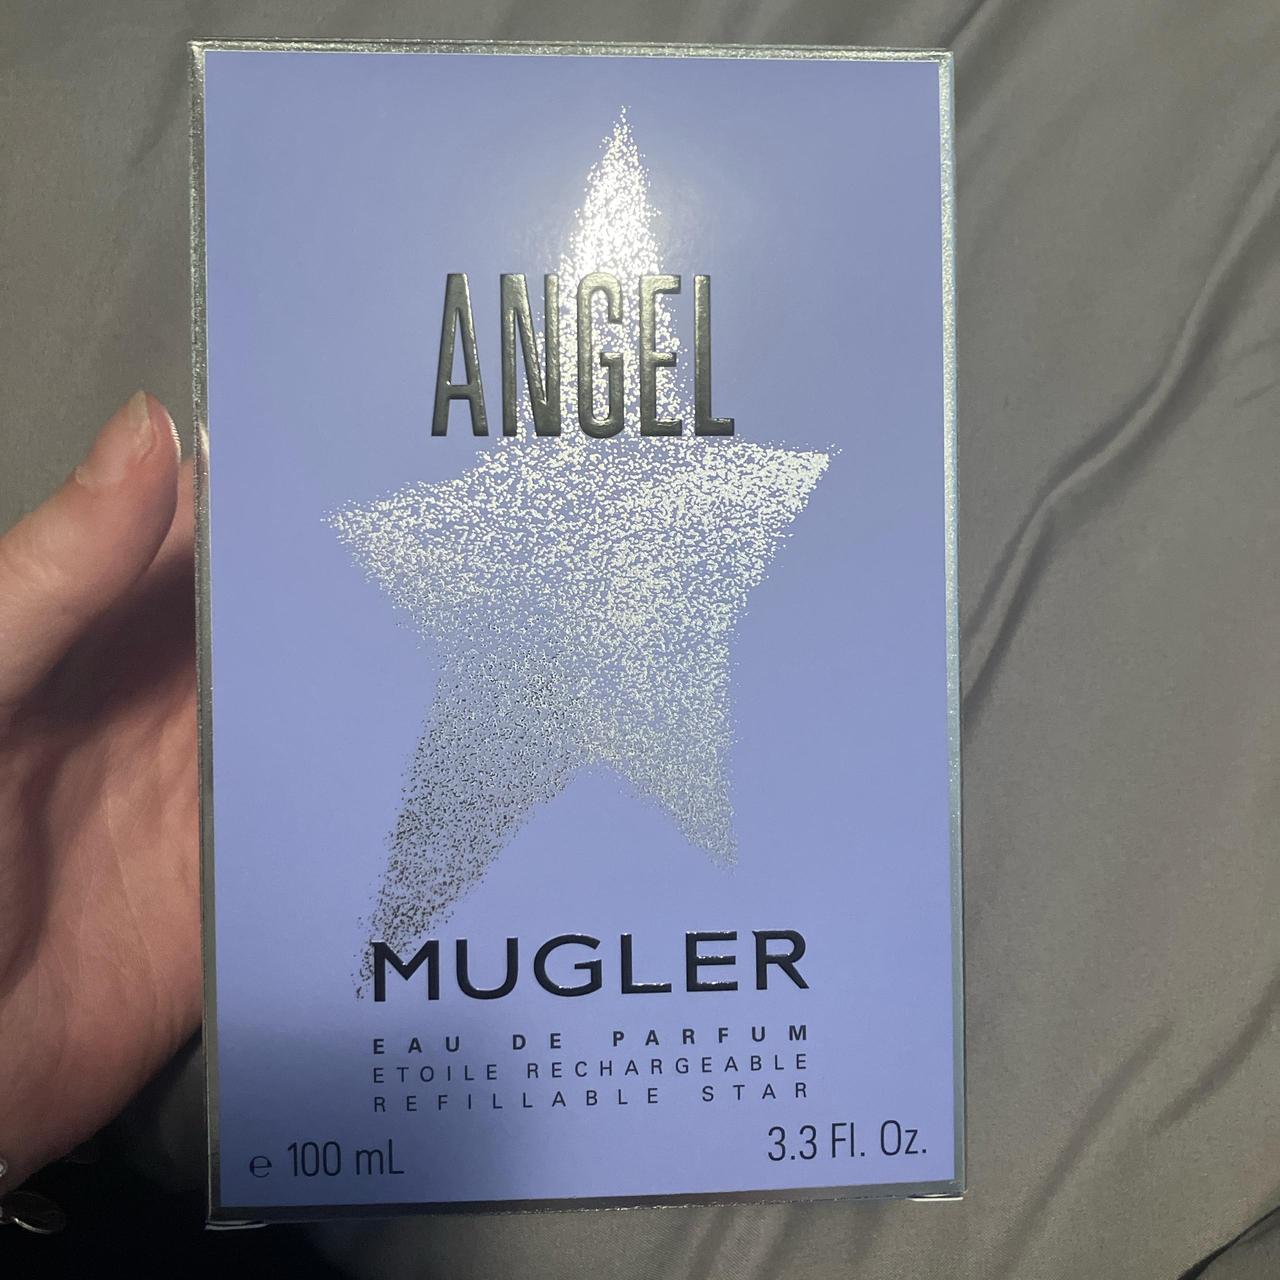 ANGEL
MUGLER
EAU DE PARFUM
ETOILE RECHARGEABLE
REFILLABLE STAR
℮ 100 mL
3.3 Fl. Oz.